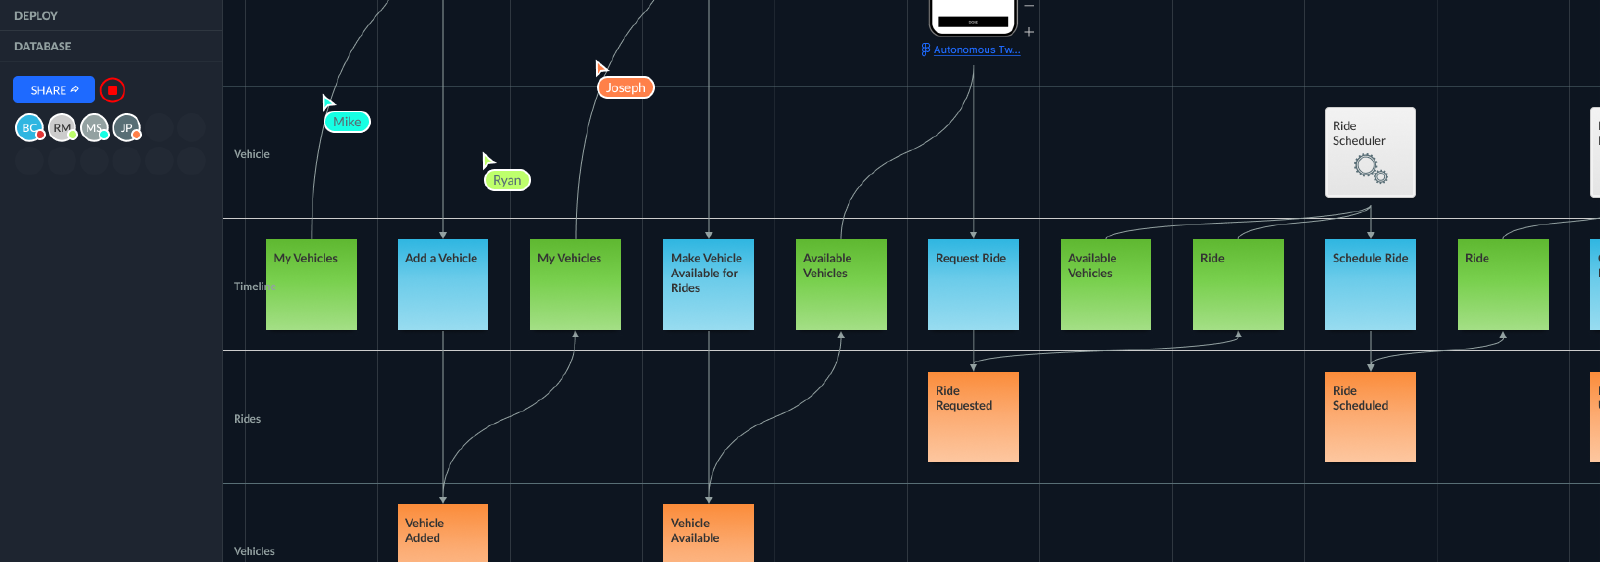 DEPLOY
DATABASE
SHARE
BC
RM
MS
JP
Autonomous Tw...
Joseph
Mike
Ryan
Vehicle
Ride
Scheduler
Timeline
My Vehicles
Add a Vehicle
My Vehicles
Make Vehicle
Available for
Rides
Available
Vehicles
Request Ride
Available
Vehicles
Ride
Schedule Ride
Ride
Rides
Ride
Requested
Ride
Scheduled
Vehicles
Vehicle
Added
Vehicle
Available